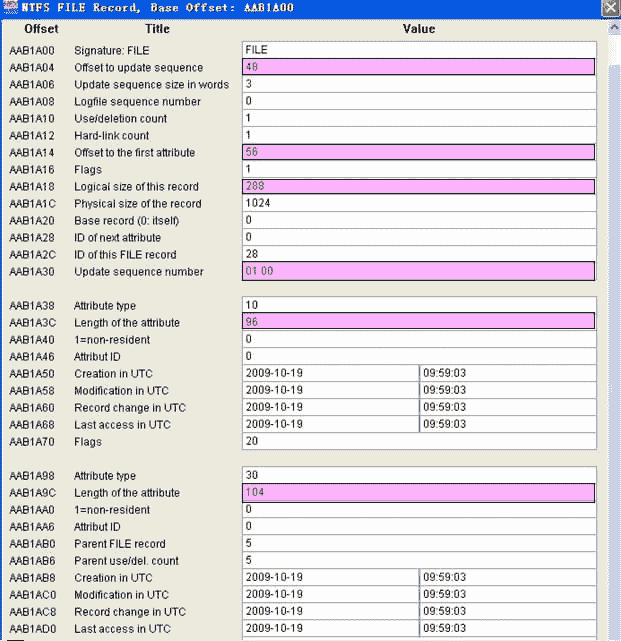 NTFS FILE Record, Base Offset: AAB1A00
Offset Title Value
AAB1A00 Signature: FILE FILE
AAB1A04 Offset to update sequence 48
AAB1A06 Update sequence size in words 3
AAB1A08 Logfile sequence number 0
AAB1A10 Use/deletion count 1
AAB1A12 Hard-link count 1
AAB1A14 Offset to the first attribute 56
AAB1A16 Flags 1
AAB1A18 Logical size of this record 288
AAB1A1C Physical size of the record 1024
AAB1A20 Base record (0: itself) 0
AAB1A28 ID of next attribute 0
AAB1A2C ID of this FILE record 28
AAB1A30 Update sequence number 01 00
AAB1A38 Attribute type 10
AAB1A3C Length of the attribute 96
AAB1A40 1=non-resident 0
AAB1A46 Attribut ID 0
AAB1A50 Creation in UTC 2009-10-19 09:59:03
AAB1A58 Modification in UTC 2009-10-19 09:59:03
AAB1A60 Record change in UTC 2009-10-19 09:59:03
AAB1A68 Last access in UTC 2009-10-19 09:59:03
AAB1A70 Flags 20
AAB1A98 Attribute type 30
AAB1A9C Length of the attribute 104
AAB1AA0 1=non-resident 0
AAB1AA6 Attribut ID 0
AAB1AB0 Parent FILE record 5
AAB1AB6 Parent use/del. count 5
AAB1AB8 Creation in UTC 2009-10-19 09:59:03
AAB1AC0 Modification in UTC 2009-10-19 09:59:03
AAB1AC8 Record change in UTC 2009-10-19 09:59:03
AAB1AD0 Last access in UTC 2009-10-19 09:59:03